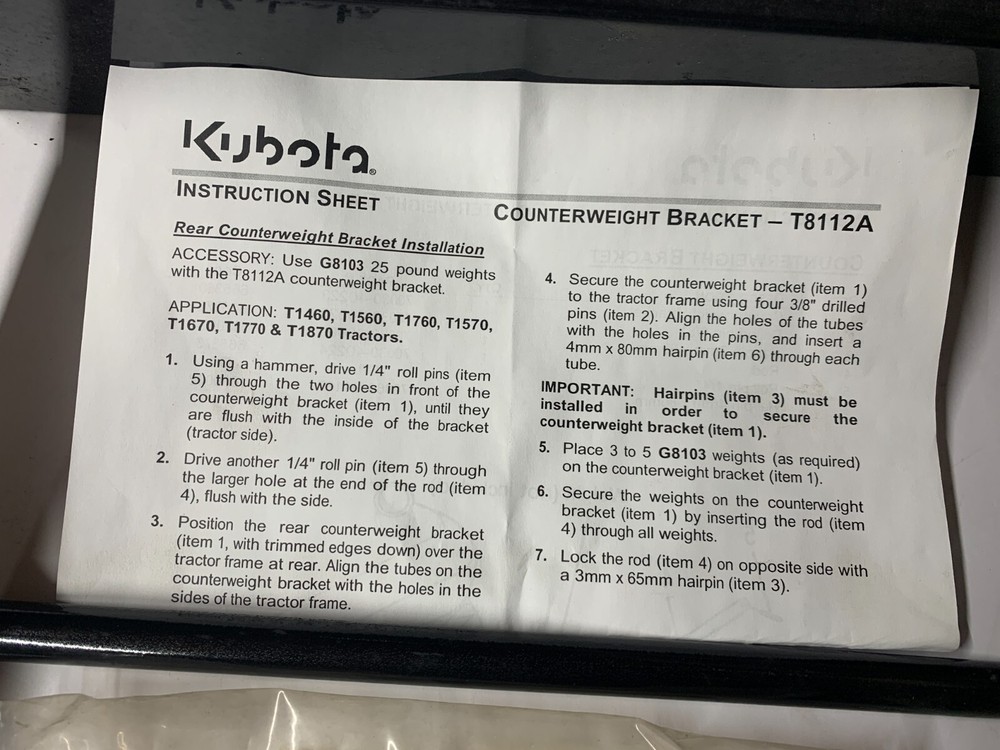 Kubota®
INSTRUCTION SHEET
COUNTERWEIGHT BRACKET – T8112A
Rear Counterweight Bracket Installation
ACCESSORY: Use G8103 25 pound weights
with the T8112A counterweight bracket.
APPLICATION: T1460, T1560, T1760, T1570,
T1670, T1770 & T1870 Tractors.
1. Using a hammer, drive 1/4" roll pins (item
5) through the two holes in front of the
counterweight bracket (item 1), until they
are flush with the inside of the bracket
(tractor side).
2. Drive another 1/4" roll pin (item 5) through
the larger hole at the end of the rod (item
4), flush with the side.
3. Position the rear counterweight bracket
(item 1, with trimmed edges down) over the
tractor frame at rear. Align the tubes on the
counterweight bracket with the holes in the
sides of the tractor frame.
4. Secure the counterweight bracket (item 1)
to the tractor frame using four 3/8" drilled
pins (item 2). Align the holes of the tubes
with the holes in the pins, and insert a
4mm x 80mm hairpin (item 6) through each
tube.
IMPORTANT: Hairpins (item 3) must be
installed in order to secure the
counterweight bracket (item 1).
5. Place 3 to 5 G8103 weights (as required)
on the counterweight bracket (item 1).
6. Secure the weights on the counterweight
bracket (item 1) by inserting the rod (item
4) through all weights.
7. Lock the rod (item 4) on opposite side with
a 3mm x 65mm hairpin (item 3).